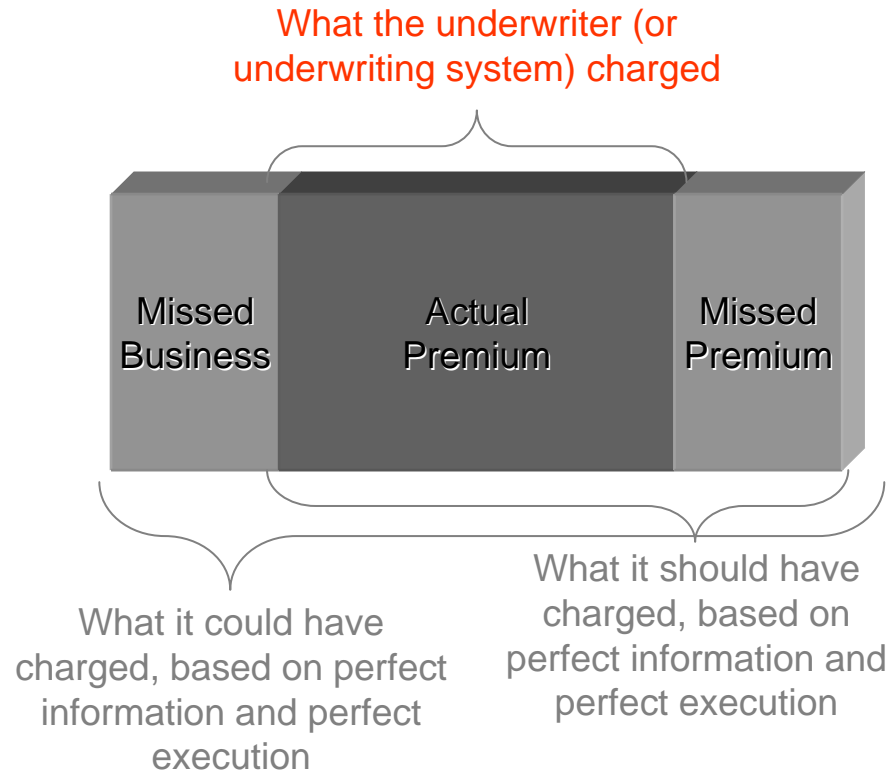 What the underwriter (or
underwriting system) charged
Missed
Business
Actual
Premium
Missed
Premium
What it could have
charged, based on perfect
information and perfect
execution
What it should have
charged, based on
perfect information and
perfect execution